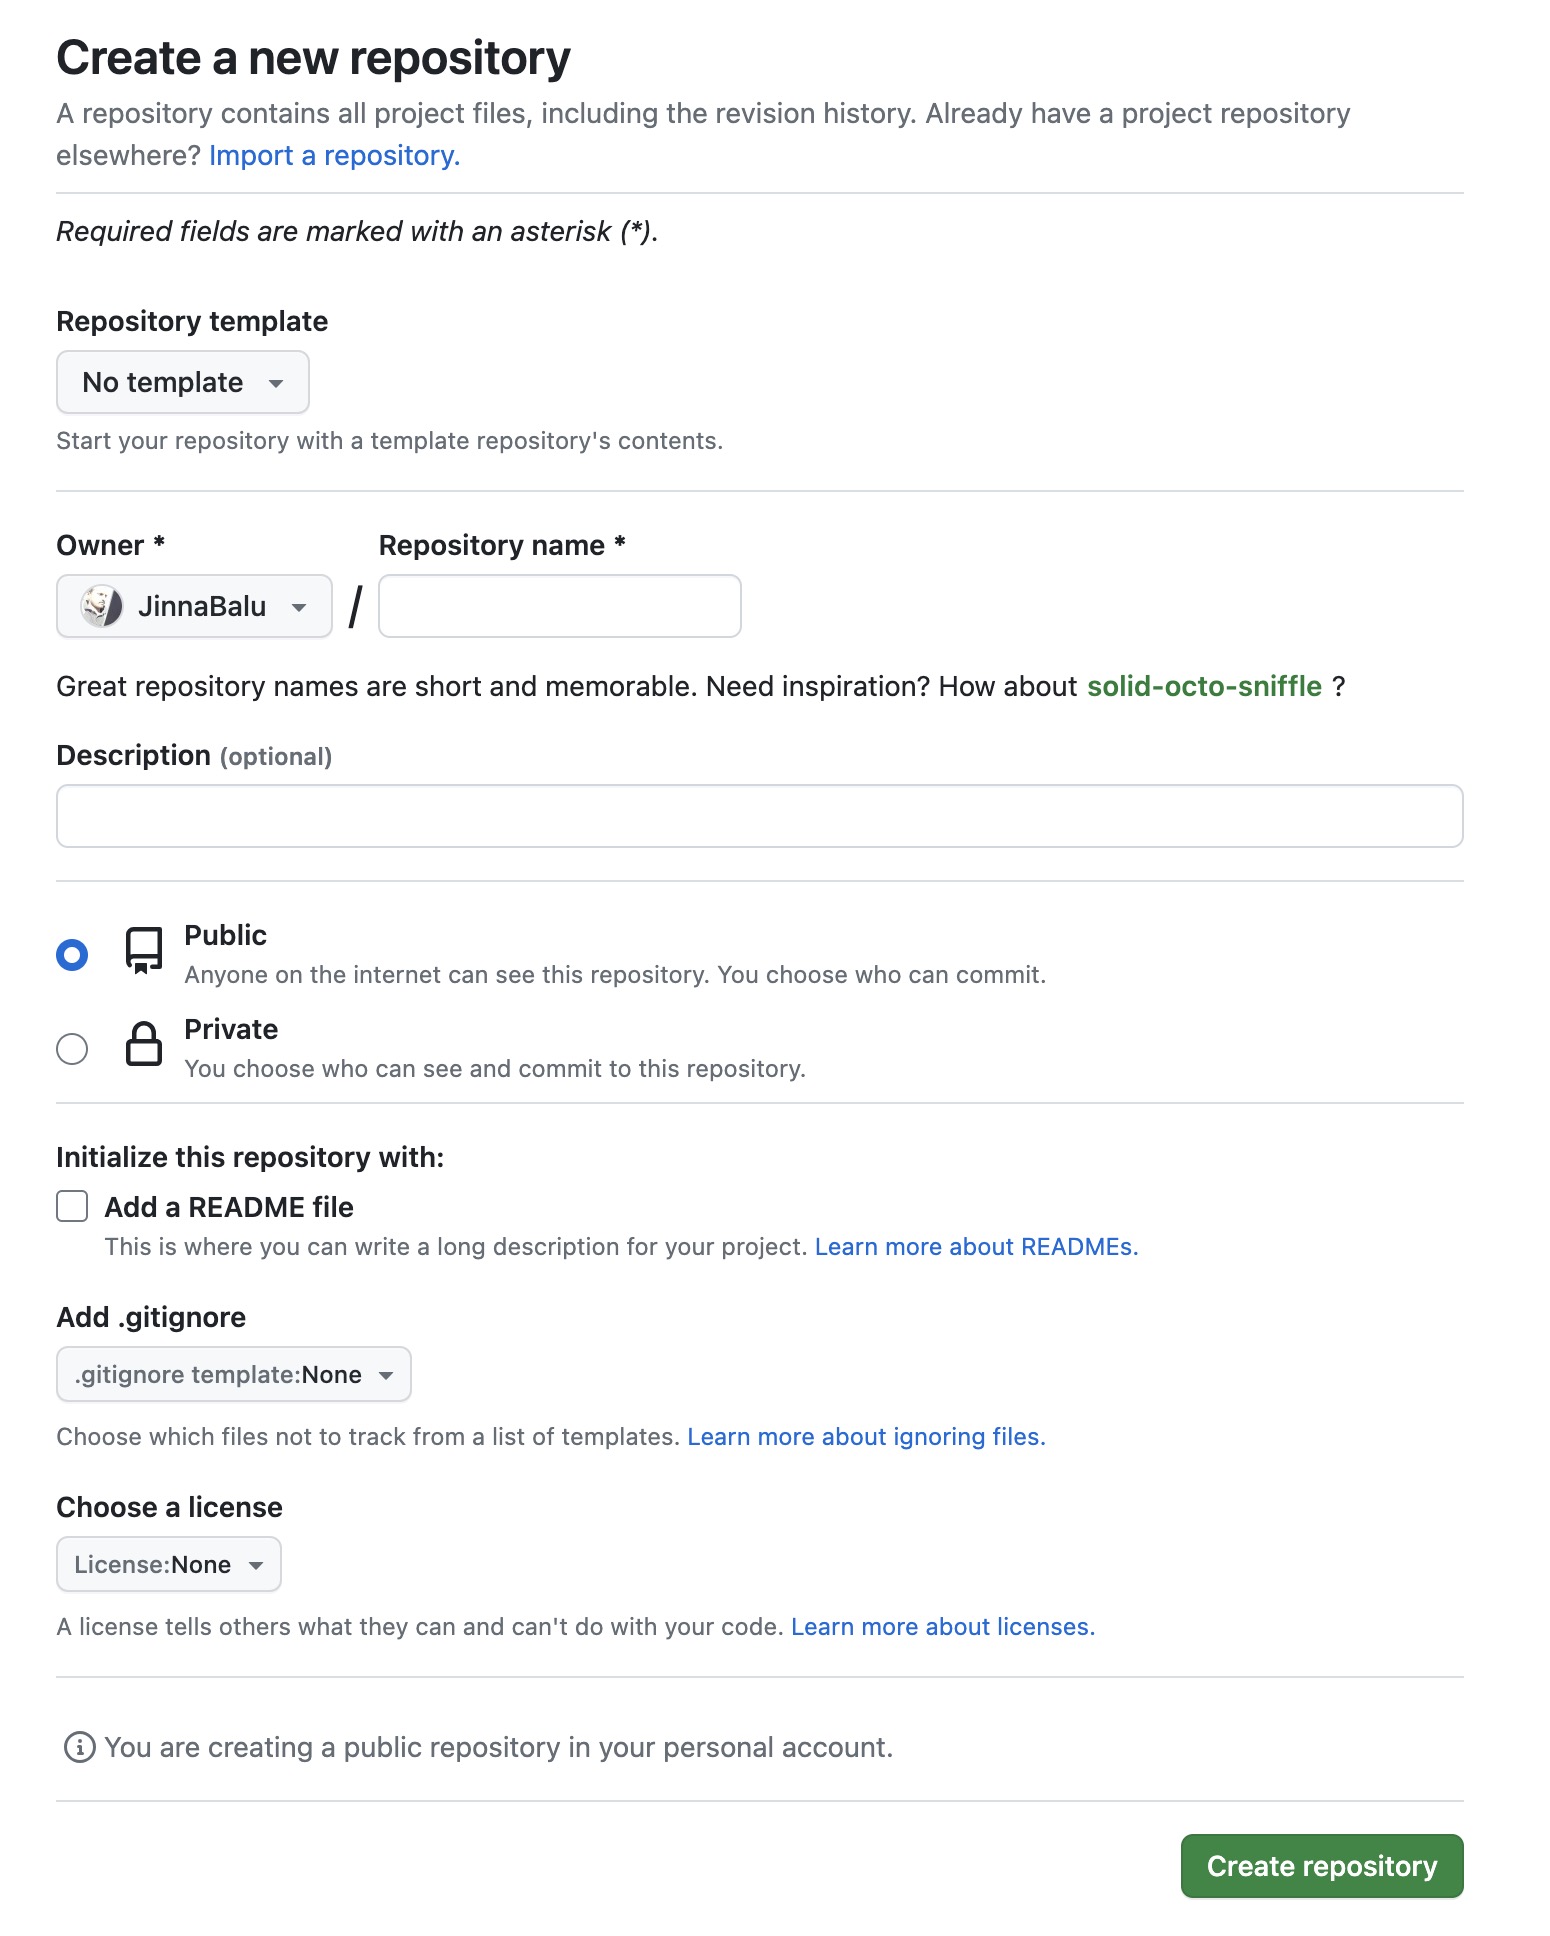 Create a new repository
A repository contains all project files, including the revision history. Already have a project repository
elsewhere? Import a repository.
Required fields are marked with an asterisk (*).
Repository template
No template
Start your repository with a template repository's contents.
Owner * Repository name *
JinnaBalu /
Great repository names are short and memorable. Need inspiration? How about solid-octo-sniffle ?
Description (optional)
Public
Anyone on the internet can see this repository. You choose who can commit.
Private
You choose who can see and commit to this repository.
Initialize this repository with:
Add a README file
This is where you can write a long description for your project. Learn more about READMEs.
Add .gitignore
.gitignore template:None
Choose which files not to track from a list of templates. Learn more about ignoring files.
Choose a license
License:None
A license tells others what they can and can't do with your code. Learn more about licenses.
You are creating a public repository in your personal account.
Create repository